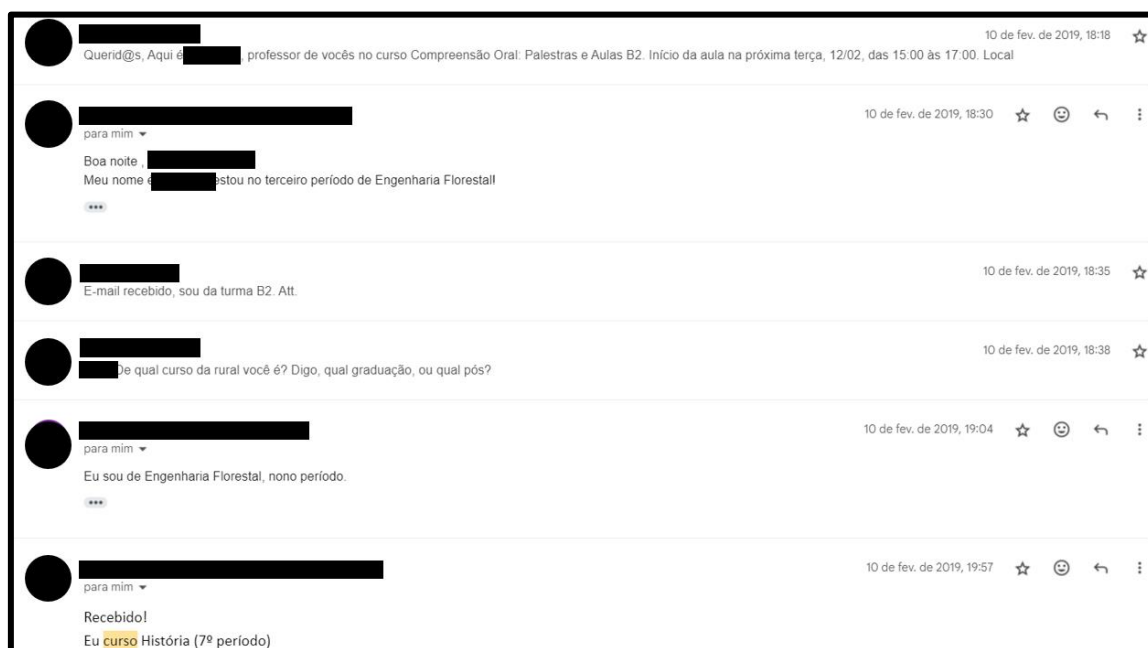 10 de fev. de 2019, 18:18
Querid@s, Aqui é , professor de vocês no curso Compreensão Oral: Palestras e Aulas B2. Início da aula na próxima terça, 12/02, das 15:00 às 17:00. Local
10 de fev. de 2019, 18:30
para mim
Boa noite ,
Meu nome e estou no terceiro período de Engenharia Florestal!
10 de fev. de 2019, 18:35
E-mail recebido, sou da turma B2. Att.
10 de fev. de 2019, 18:38
De qual curso da rural você é? Digo, qual graduação, ou qual pós?
10 de fev. de 2019, 19:04
para mim
Eu sou de Engenharia Florestal, nono período.
10 de fev. de 2019, 19:57
para mim
Recebido!
Eu curso História (7º período)